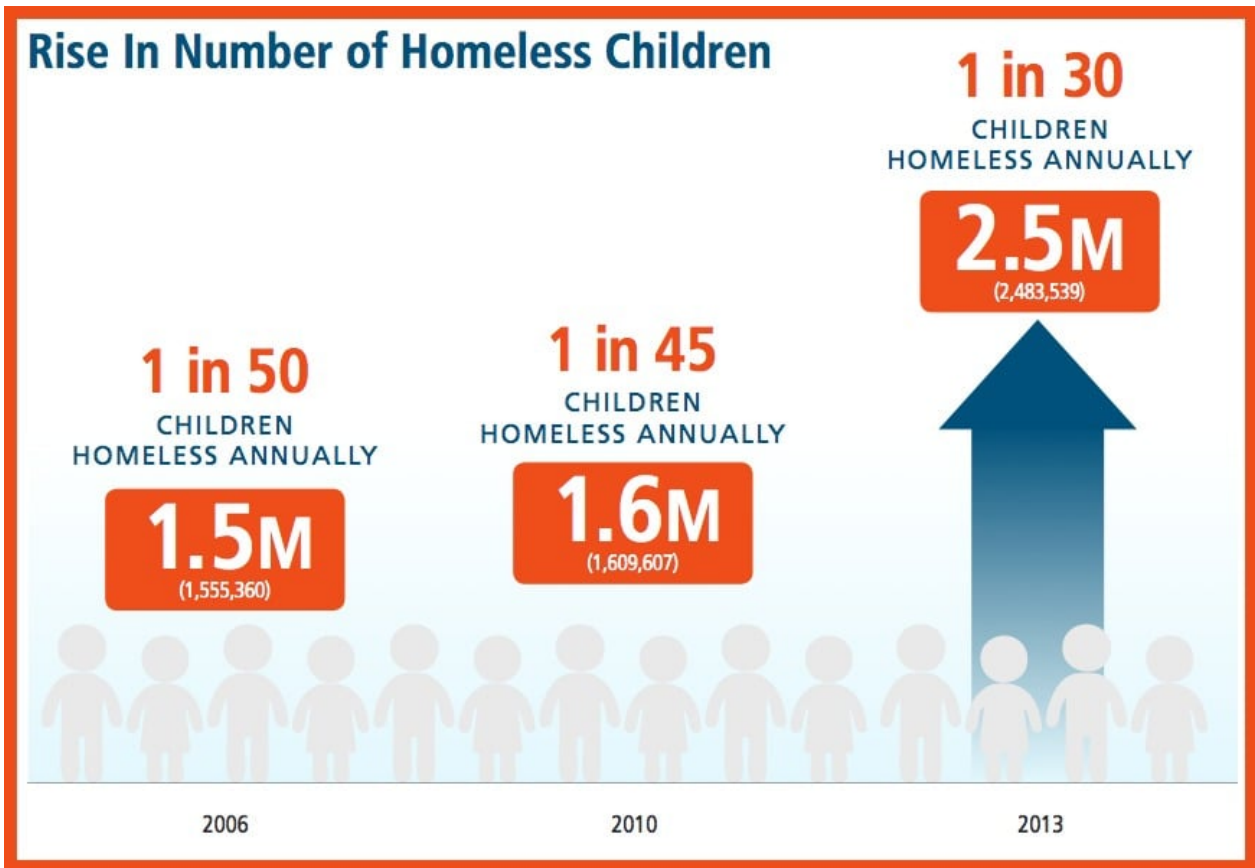 Rise In Number of Homeless Children
1 in 50
CHILDREN
HOMELESS ANNUALLY
1.5M
(1,555,360)
1 in 45
CHILDREN
HOMELESS ANNUALLY
1.6M
(1,609,607)
1 in 30
CHILDREN
HOMELESS ANNUALLY
2.5M
(2,483,539)
2006
2010
2013